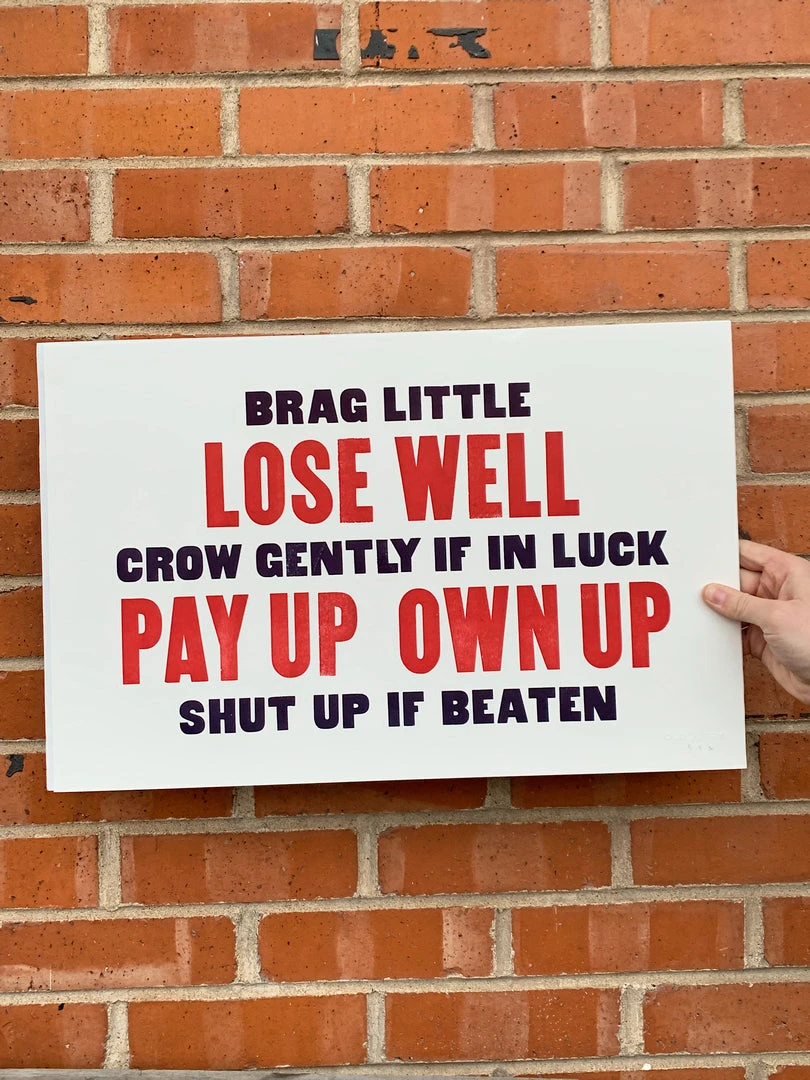 BRAG LITTLE
LOSE WELL
CROW GENTLY IF IN LUCK
PAY UP OWN UP
SHUT UP IF BEATEN